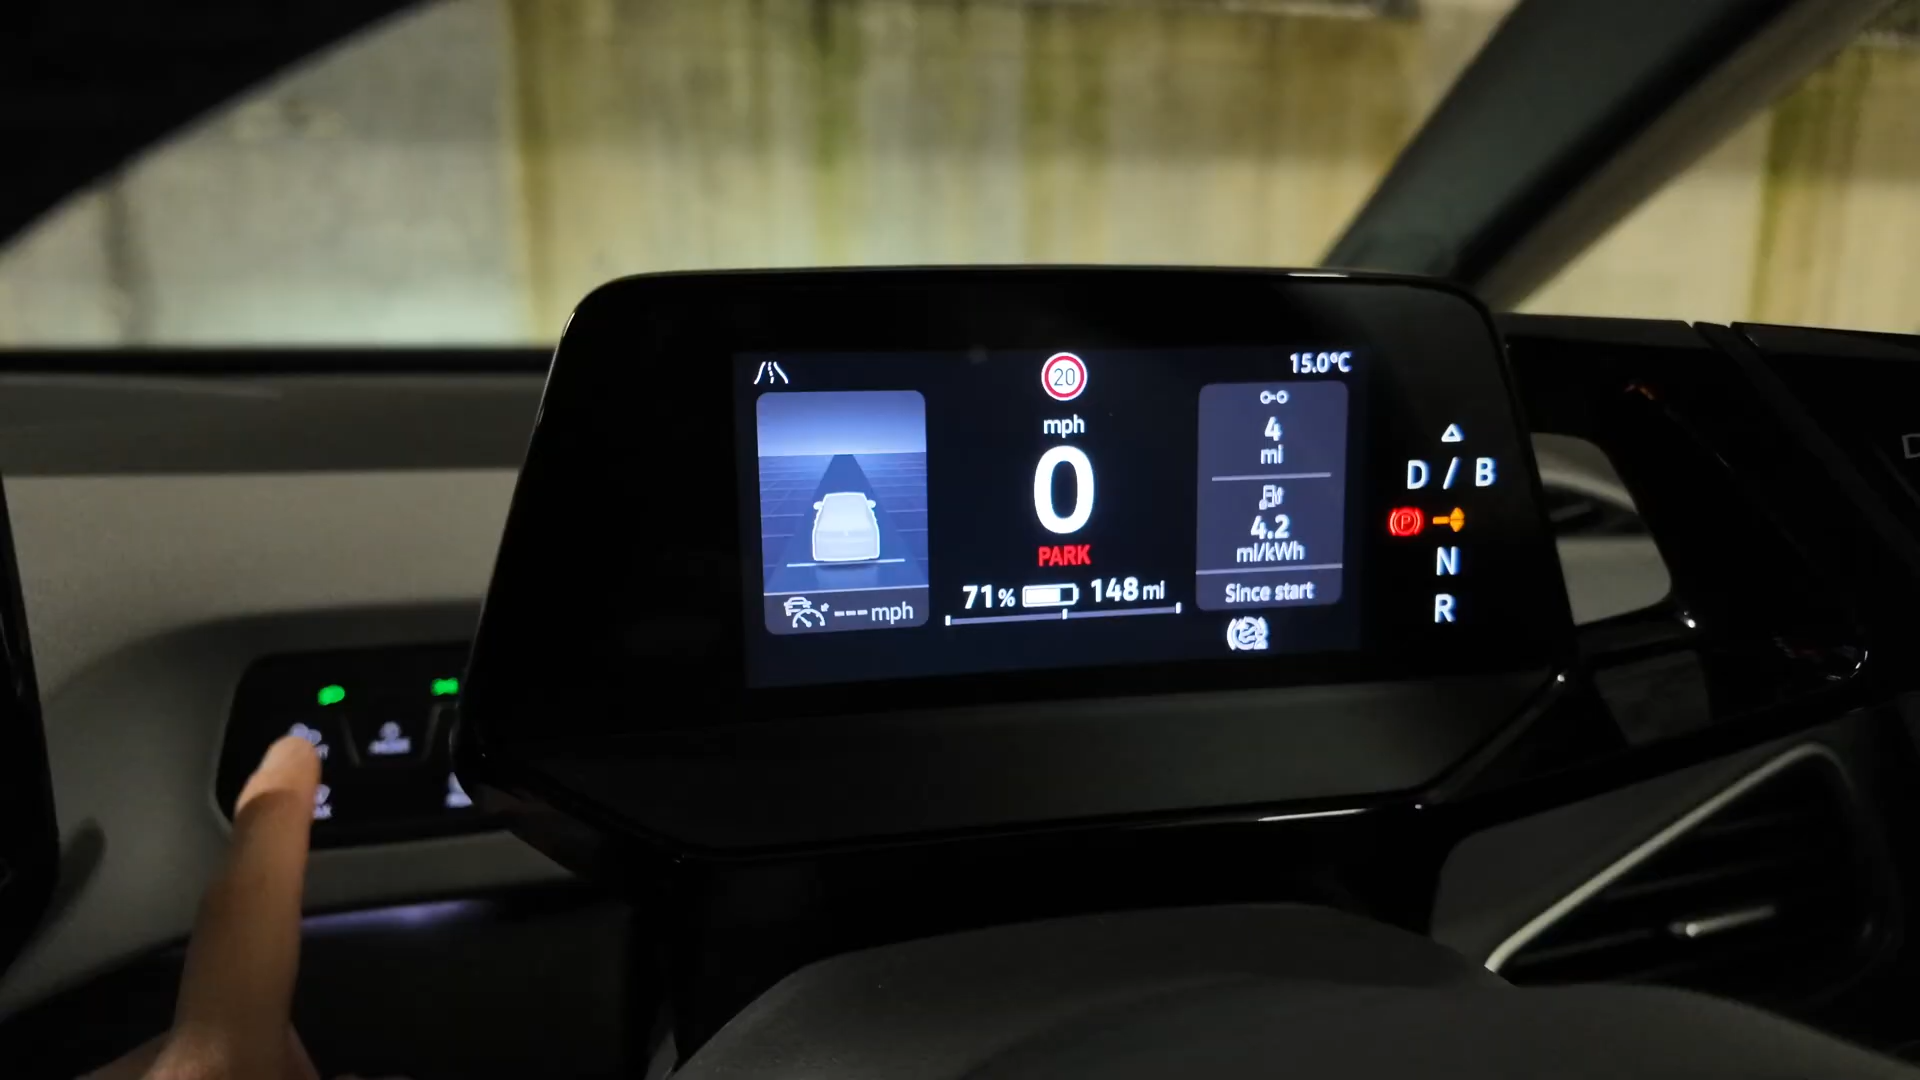 15.0°C
20
mph
0
PARK
71% 148 mi
--- mph
4
mi
4.2
mi/kWh
Since start
D / B
P
N
R